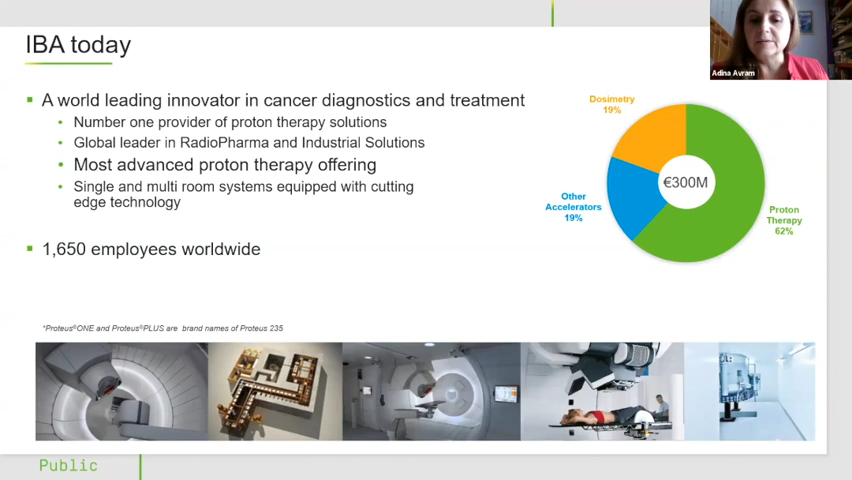 IBA today
Adina Avram
A world leading innovator in cancer diagnostics and treatment
Number one provider of proton therapy solutions
Global leader in RadioPharma and Industrial Solutions
Most advanced proton therapy offering
Single and multi room systems equipped with cutting
edge technology
1,650 employees worldwide
Dosimetry
19%
€300M
Other
Accelerators
19%
Proton
Therapy
62%
*Proteus®ONE and Proteus®PLUS are brand names of Proteus 235
Public